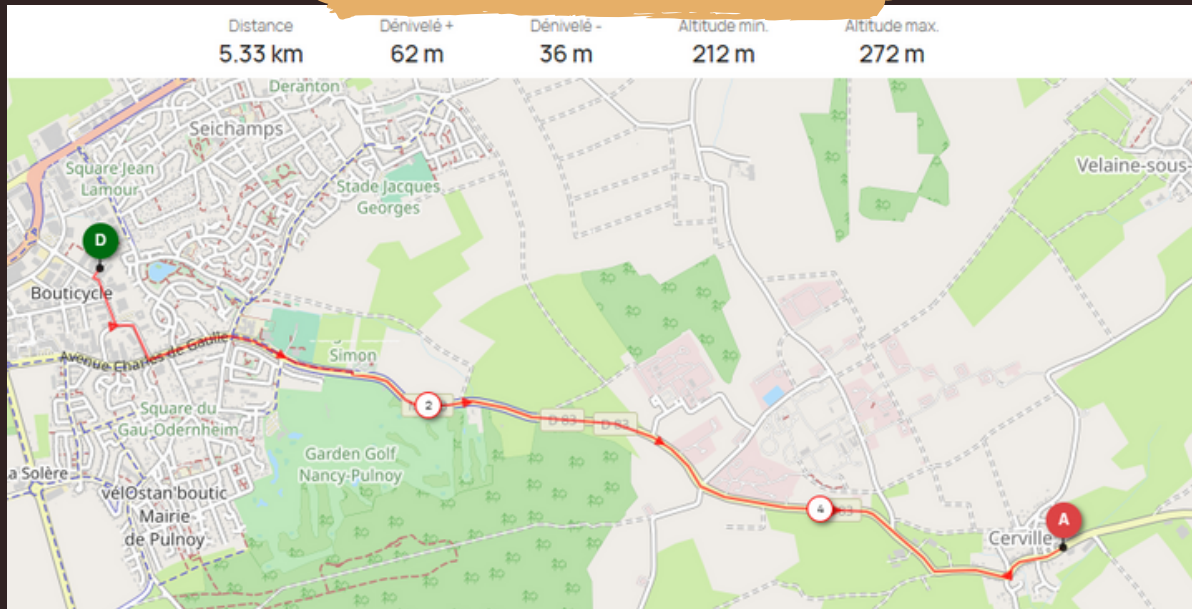 Distance
Dénivelé +
Dénivelé -
Altitude min.
Altitude max.
5.33 km
62 m
36 m
212 m
272 m
Deranton
Seichamps
Square Jean
Lamour
Stade Jacques
Georges
Velaine-sous-
D
Bouticycle
Avenue Charles de Gaulle
Simon
2
D 83
D 83
Square du
Gau-Odernheim
Garden Golf
Nancy-Pulnoy
a Solère
vélOstan'boutic
Mairie
de Pulnoy
4
83
A
Cerville